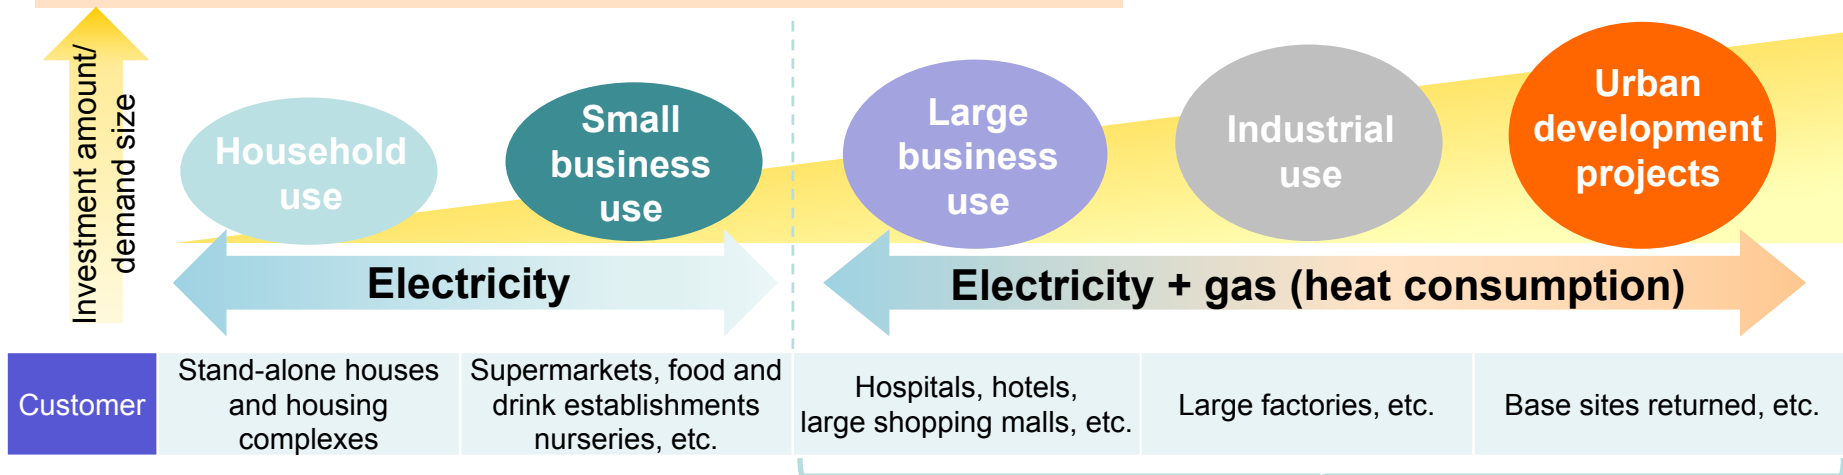 Investment amount/
demand size
Household
use
Small
business
use
Large
business
use
Industrial
use
Urban
development
projects
Electricity
Electricity + gas (heat consumption)
Customer
Stand-alone houses
and housing
complexes
Supermarkets, food and
drink establishments
nurseries, etc.
Hospitals, hotels,
large shopping malls, etc.
Large factories, etc.
Base sites returned, etc.